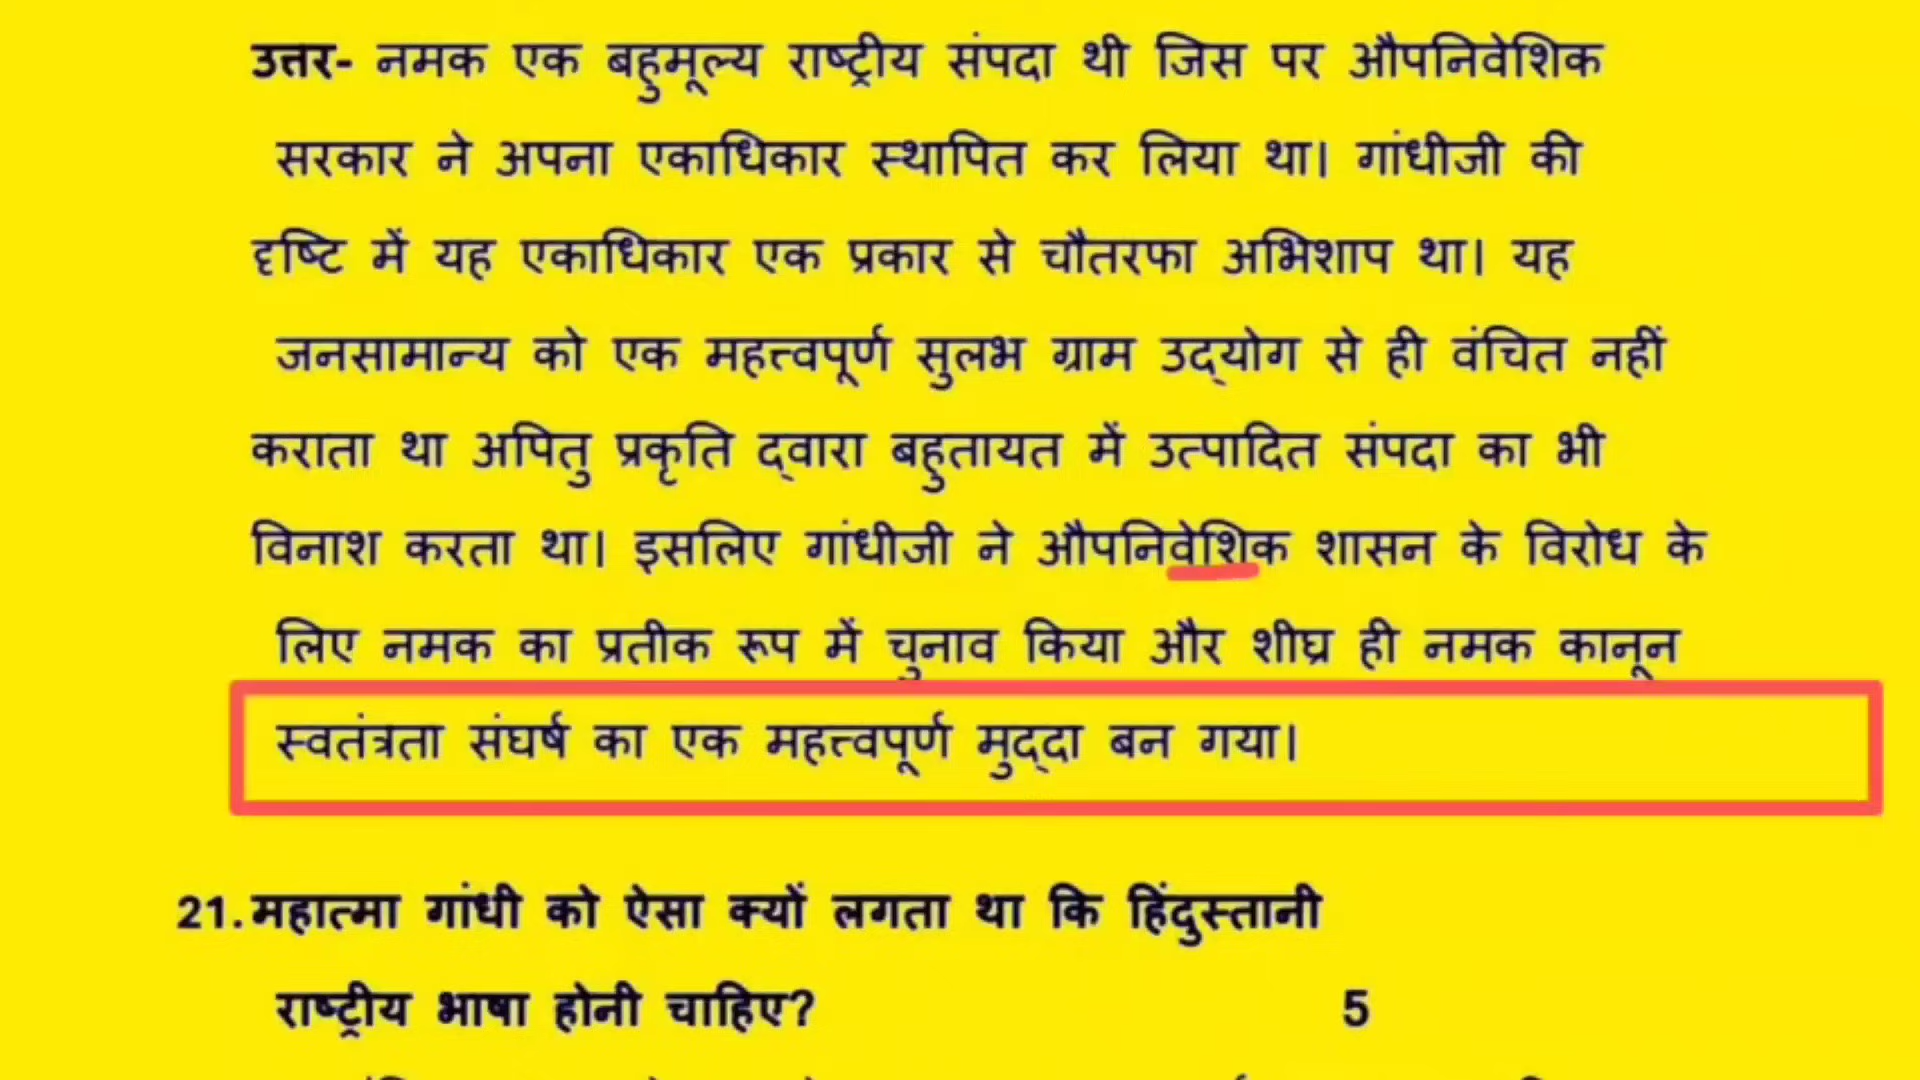 उत्तर- नमक एक बहुमूल्य राष्ट्रीय संपदा थी जिस पर औपनिवेशिक
सरकार ने अपना एकाधिकार स्थापित कर लिया था। गांधीजी की
दृष्टि में यह एकाधिकार एक प्रकार से चौतरफा अभिशाप था। यह
जनसामान्य को एक महत्त्वपूर्ण सुलभ ग्राम उद्‌योग से ही वंचित नहीं
कराता था अपितु प्रकृति द्‌वारा बहुतायत में उत्पादित संपदा का भी
विनाश करता था। इसलिए गांधीजी ने औपनिवेशिक शासन के विरोध के
लिए नमक का प्रतीक रूप में चुनाव किया और शीघ्र ही नमक कानून
स्वतंत्रता संघर्ष का एक महत्त्वपूर्ण मुद्‌दा बन गया।
21. महात्मा गांधी को ऐसा क्यों लगता था कि हिंदुस्तानी
राष्ट्रीय भाषा होनी चाहिए? 5